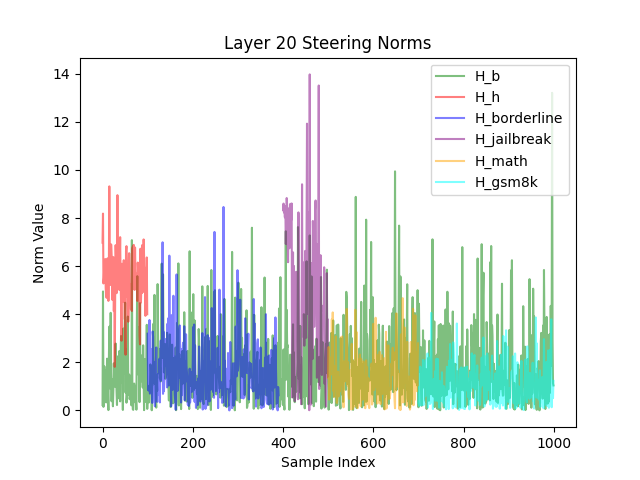 Layer 20 Steering Norms
H_b
H_h
H_borderline
H_jailbreak
H_math
H_gsm8k
Norm Value
14
12
10
8
6
4
2
0
0 200 400 600 800 1000
Sample Index